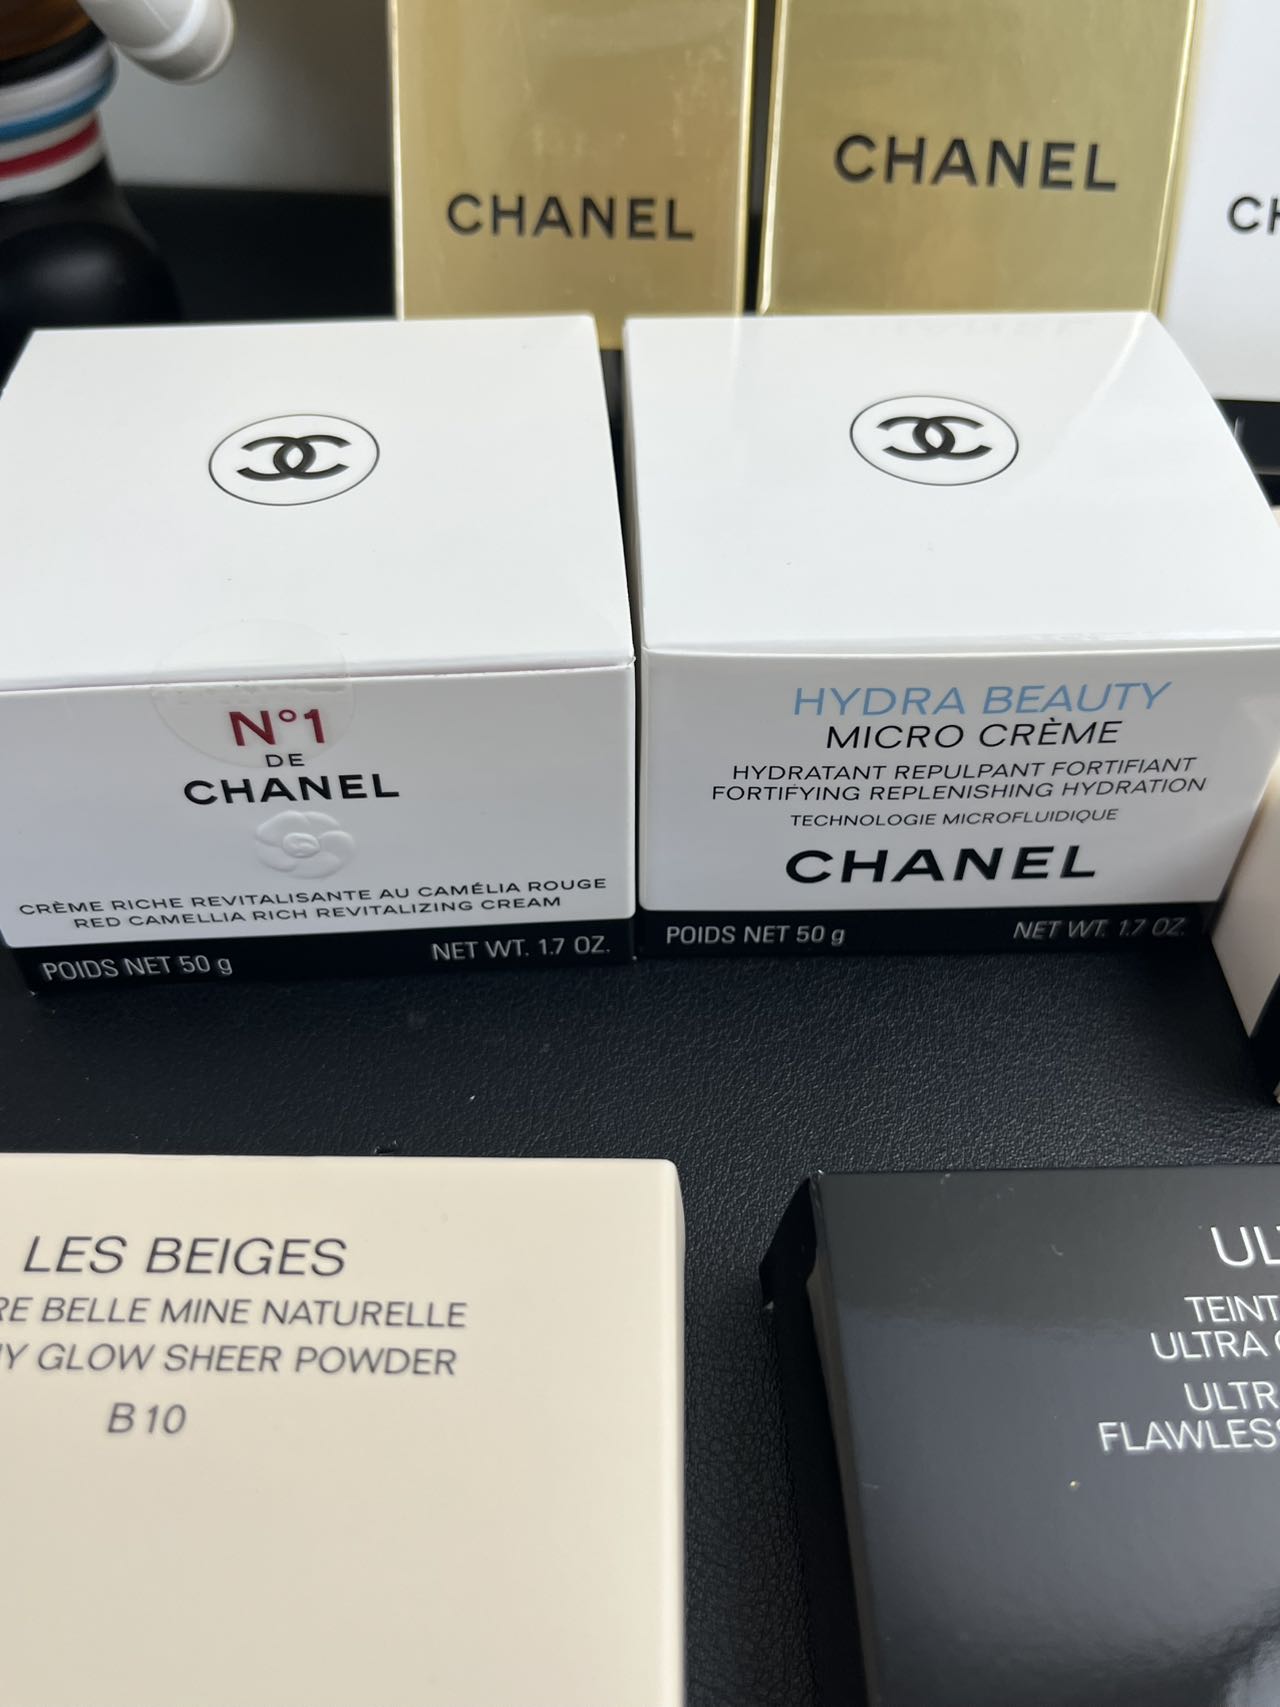 CHANEL
CHANEL
N°1
DE
CHANEL
CRÈME RICHE REVITALISANTE AU CAMÉLIA ROUGE
RED CAMELLIA RICH REVITALIZING CREAM
POIDS NET 50 g
NET WT. 1.7 OZ.
HYDRA BEAUTY
MICRO CRÈME
HYDRATANT REPULPANT FORTIFIANT
FORTIFYING REPLENISHING HYDRATION
TECHNOLOGIE MICROFLUIDIQUE
CHANEL
POIDS NET 50 g
NET WT. 1.7 OZ.
LES BEIGES
BELLE MINE NATURELLE
GLOW SHEER POWDER
B10
TEINT
ULTRA